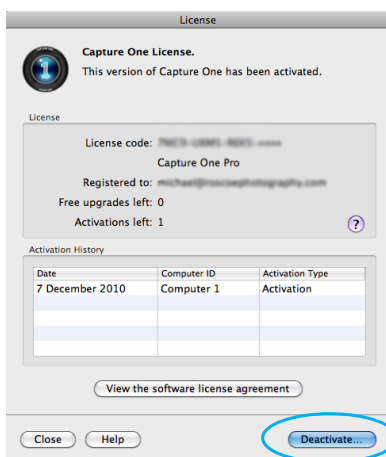 License
Capture One License.
This version of Capture One has been activated.
License
License code:
Capture One Pro
Registered to:
Free upgrades left: 0
Activations left: 1
?
Activation History
Date Computer ID Activation Type
7 December 2010 Computer 1 Activation
View the software license agreement
Close Help Deactivate...